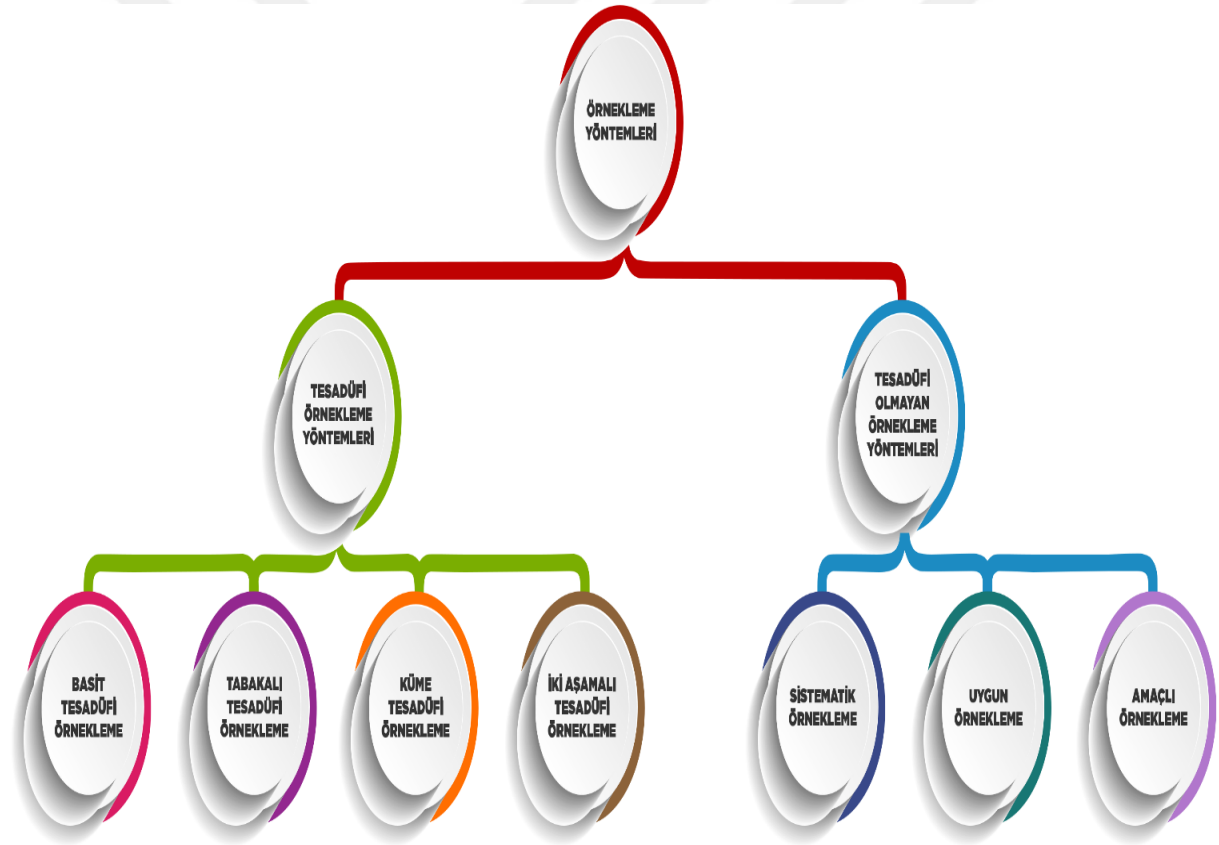 ÖRNEKLEME
YÖNTEMLERİ
TESADÜFİ
ÖRNEKLEME
YÖNTEMLERİ
TESADÜFİ
OLMAYAN
ÖRNEKLEME
YÖNTEMLERİ
BASİT
TESADÜFİ
ÖRNEKLEME
TABAKALI
TESADÜFİ
ÖRNEKLEME
KÜME
TESADÜFİ
ÖRNEKLEME
İKİ AŞAMALI
TESADÜFİ
ÖRNEKLEME
SİSTEMATİK
ÖRNEKLEME
UYGUN
ÖRNEKLEME
AMAÇLI
ÖRNEKLEME